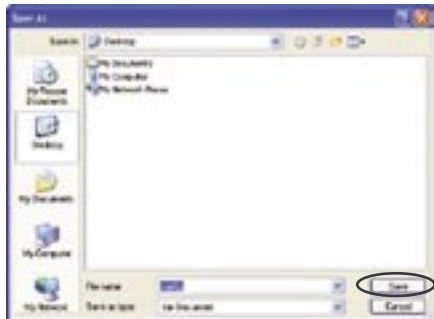 Save As
Save in:
Desktop
My Recent
Documents
Desktop
My Documents
My Computer
My Network
My Documents
My Computer
My Network Places
File name:
Save as type:
Save
Cancel